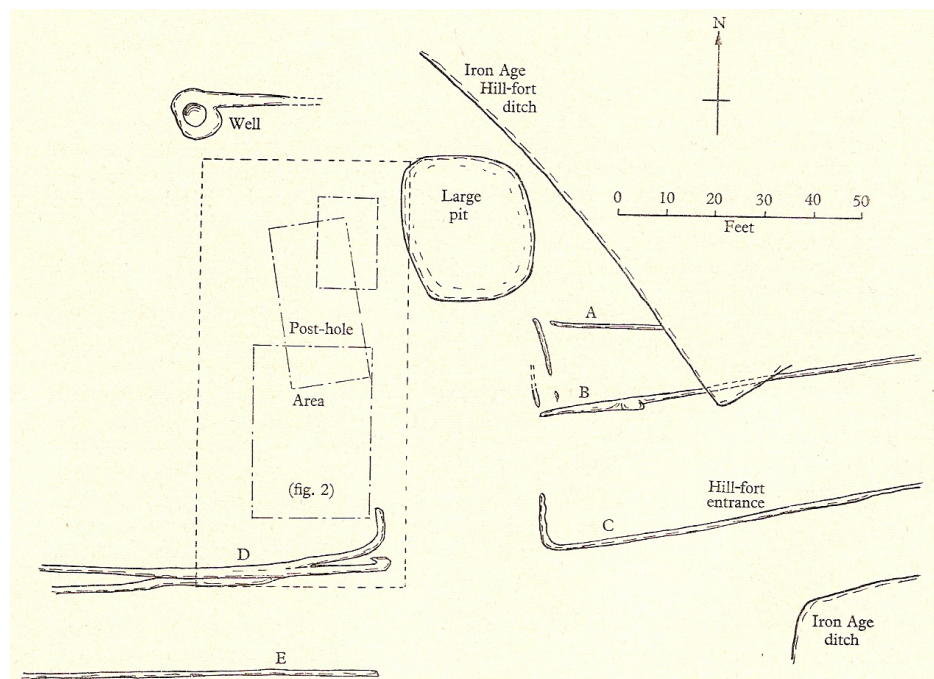 N
Iron Age
Hill-fort
ditch
Well
Large
pit
0 10 20 30 40 50
Feet
A
Post-hole
B
Area
(fig. 2)
Hill-fort
entrance
C
D
Iron Age
ditch
E